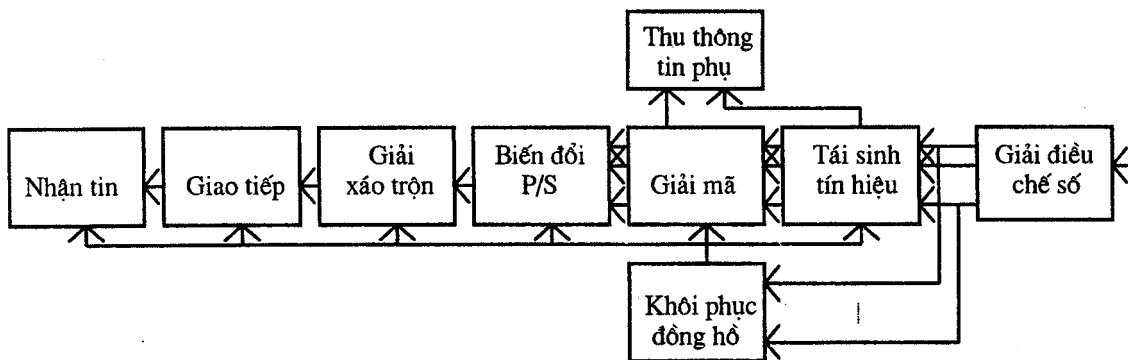 Thu thông
tin phụ
Nhận tin
Giao tiếp
Giải
xáo trộn
Biến đổi
P/S
Giải mã
Tái sinh
tín hiệu
Giải điều
chế số
Khôi phục
đồng hồ